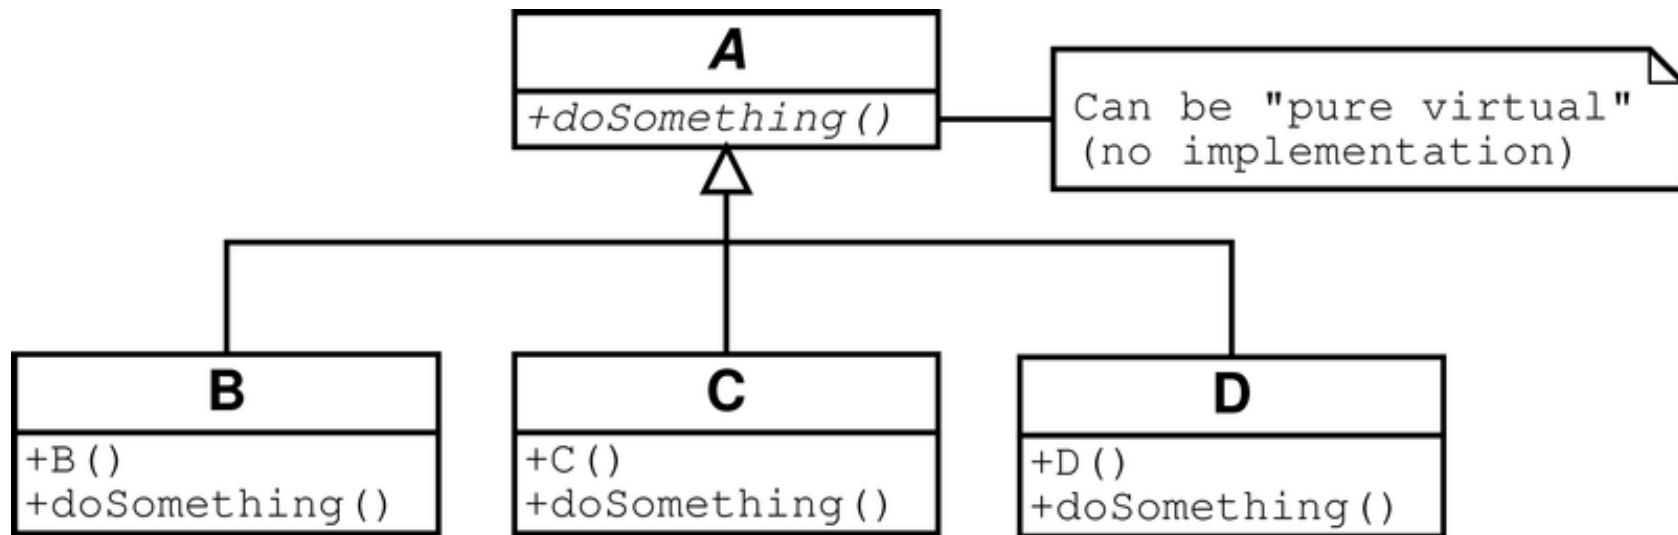 A
+doSomething()
Can be "pure virtual"
(no implementation)
B
+B()
+doSomething()
C
+C()
+doSomething()
D
+D()
+doSomething()